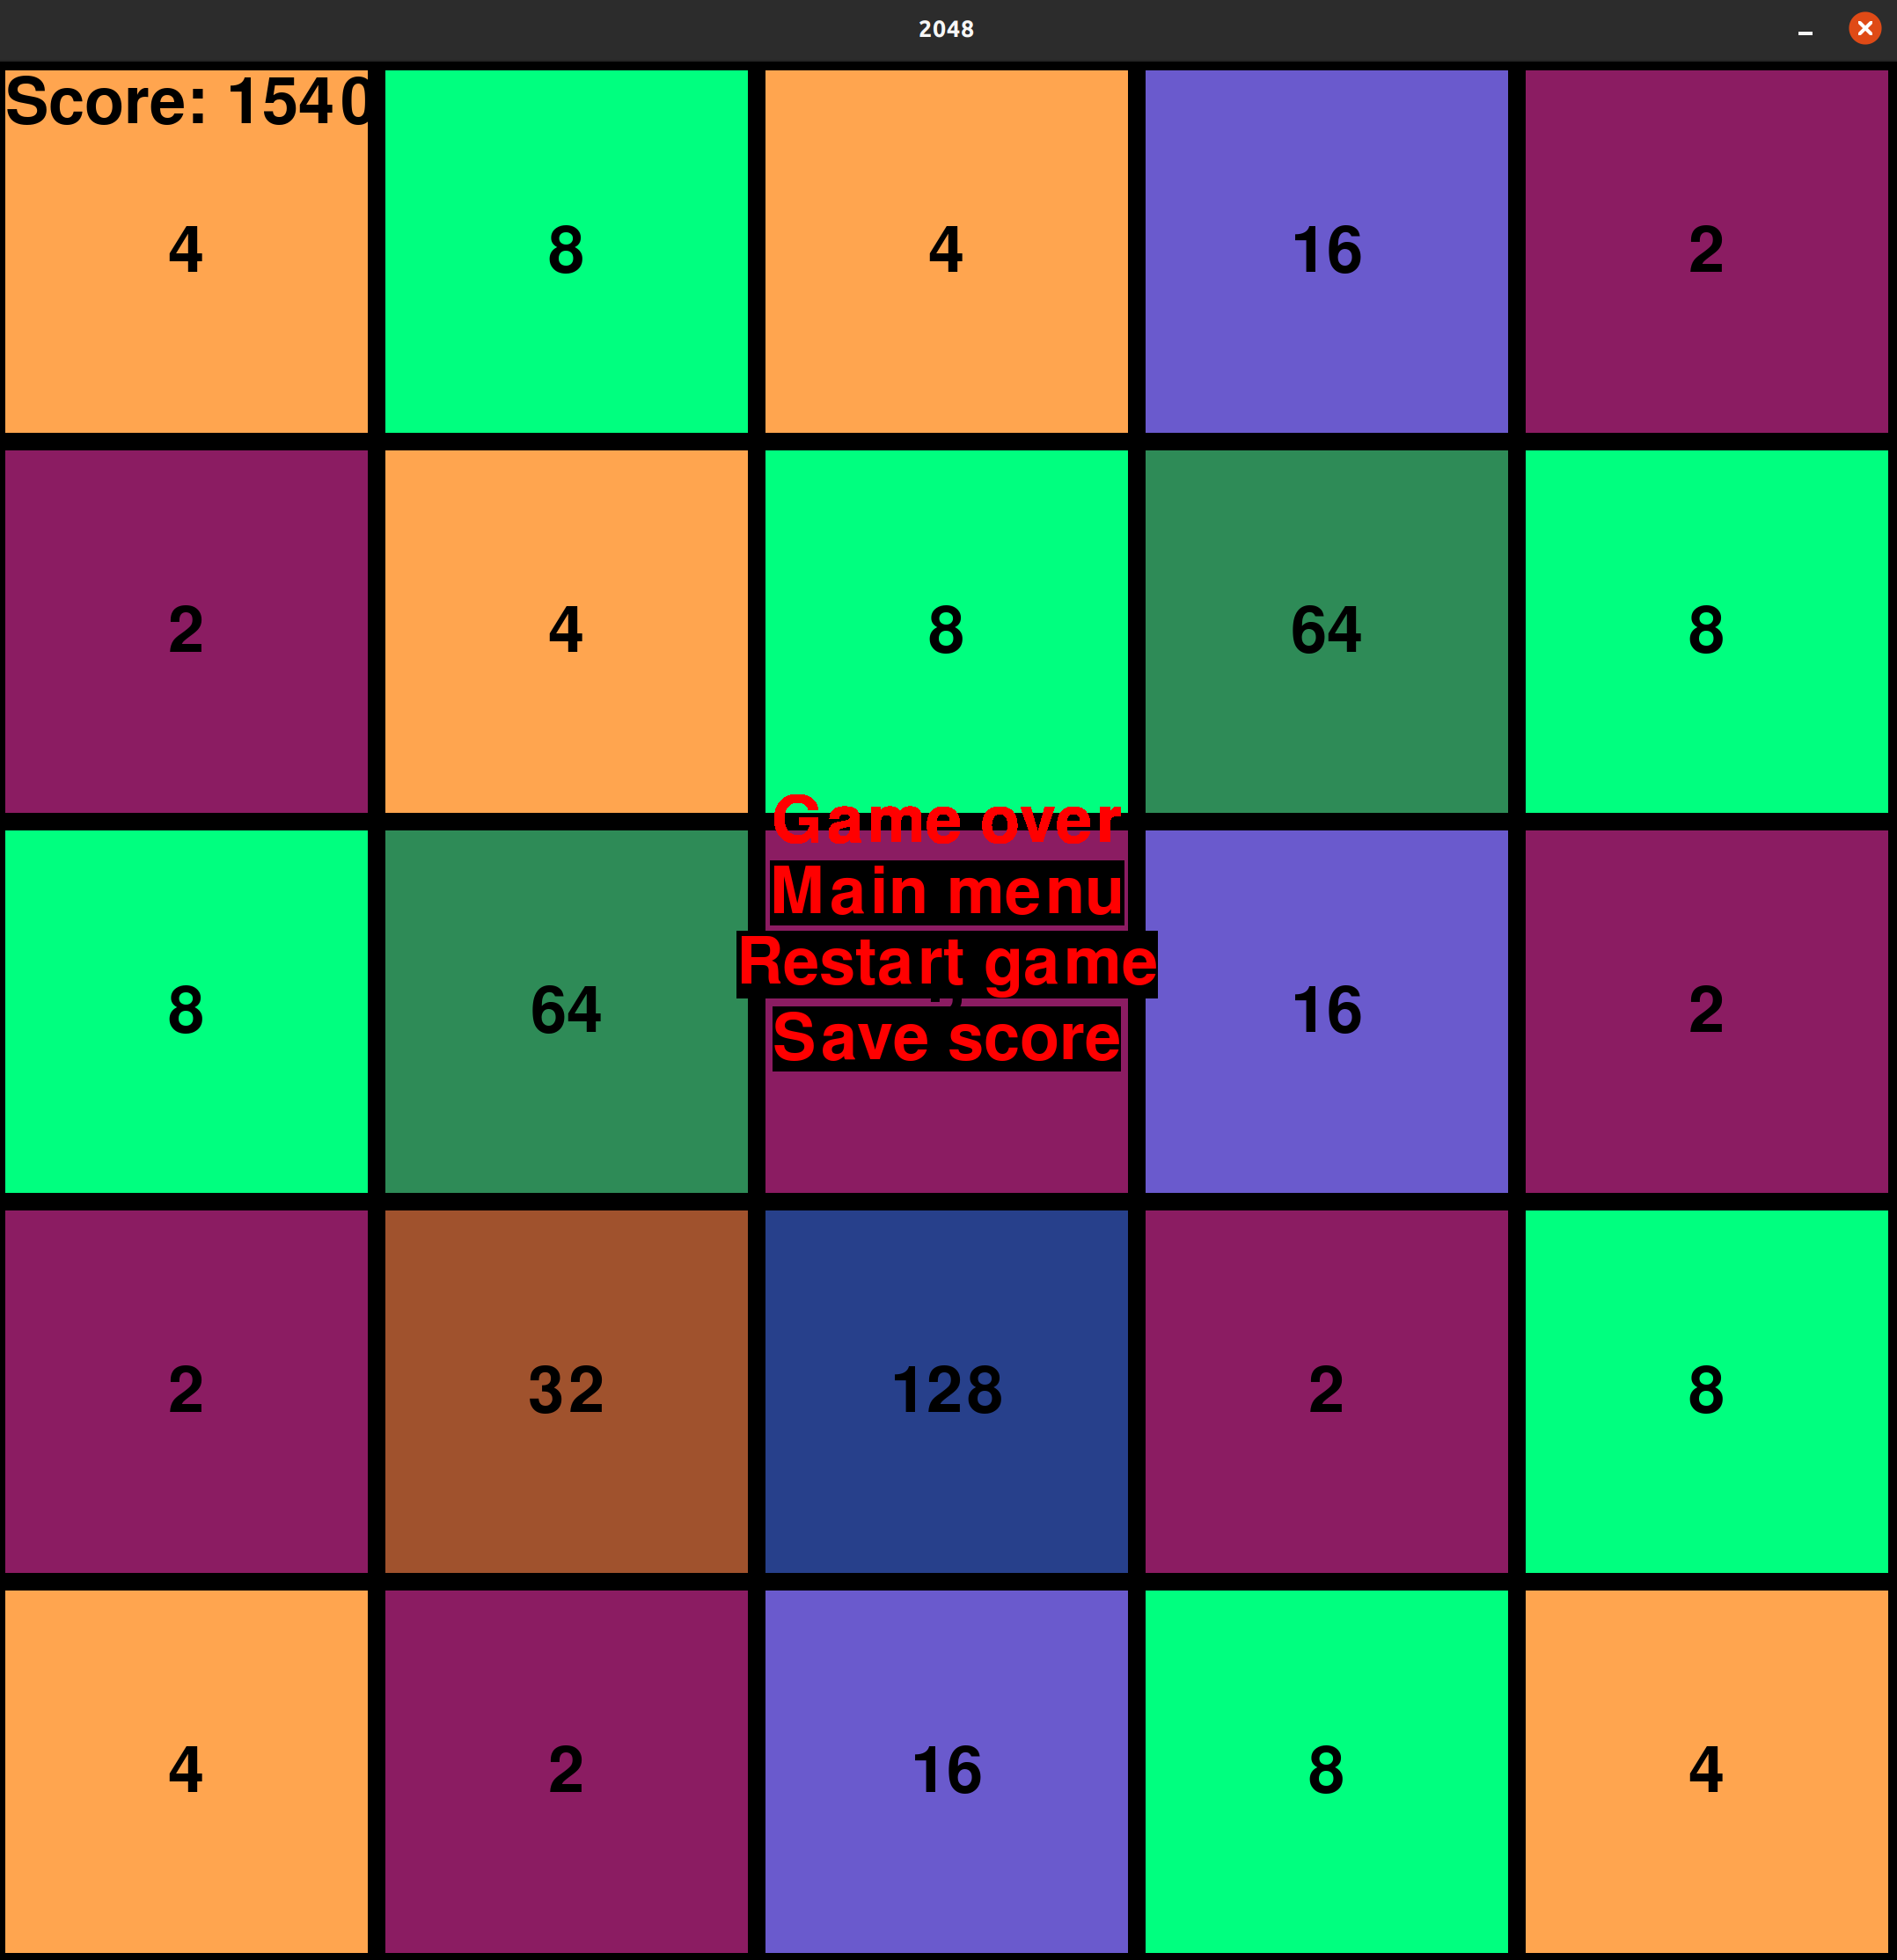 2048
Score: 1540
4 8 4 16 2
2 4 8 64 8
Game over
Main menu
Restart game
8 64 16 2
Save score
2 32 128 2 8
4 2 16 8 4